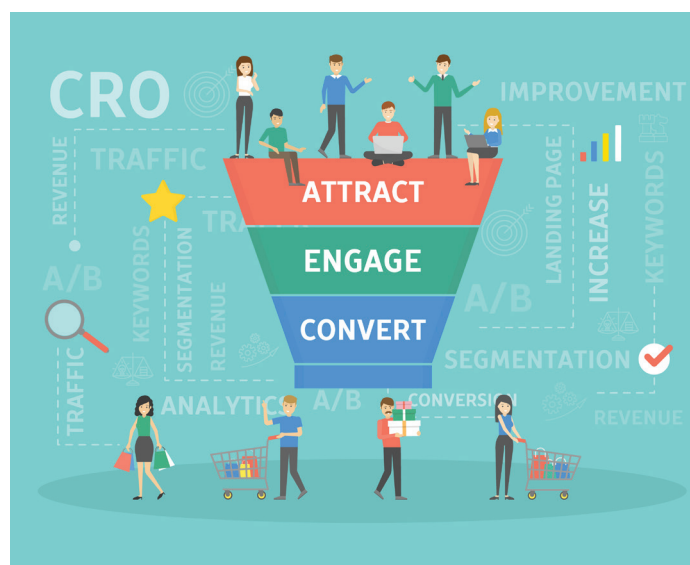 CRO
IMPROVEMENT
REVENUE
TRAFFIC
ATTRACT
LANDING PAGE
INCREASE
KEYWORDS
KEYWORDS
SEGMENTATION
REVENUE
A/B
ENGAGE
A/B
CONVERT
TRAFFIC
SEGMENTATION
ANALYTICS
A/B
CONVERSION
REVENUE